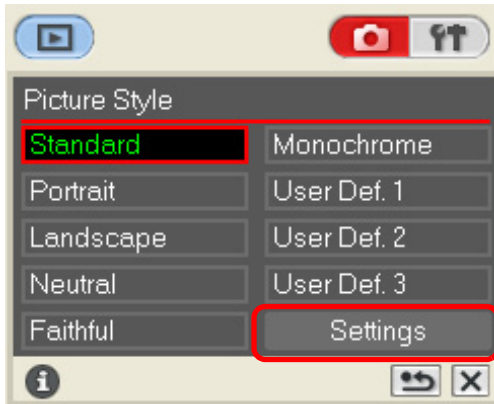 Picture Style
Standard
Monochrome
Portrait
User Def. 1
Landscape
User Def. 2
Neutral
User Def. 3
Faithful
Settings